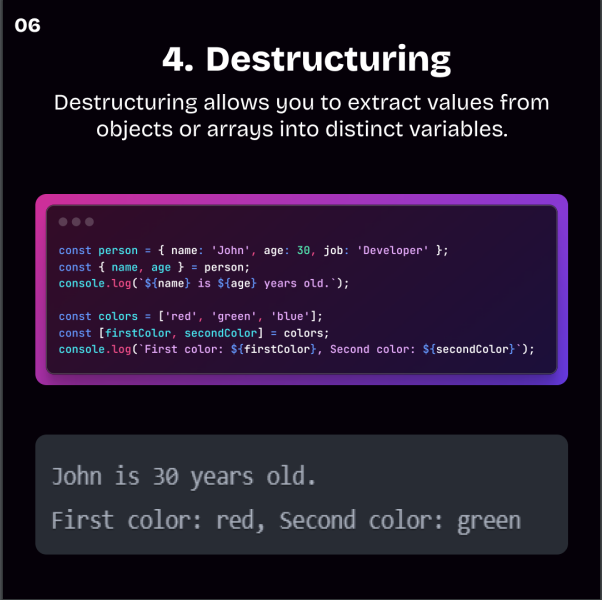 06
4. Destructuring
Destructuring allows you to extract values from
objects or arrays into distinct variables.
const person = { name: 'John', age: 30, job: 'Developer' };
const { name, age } = person;
console.log(`${name} is ${age} years old.`);
const colors = ['red', 'green', 'blue'];
const [firstColor, secondColor] = colors;
console.log(`First color: ${firstColor}, Second color: ${secondColor}`);
John is 30 years old.
First color: red, Second color: green